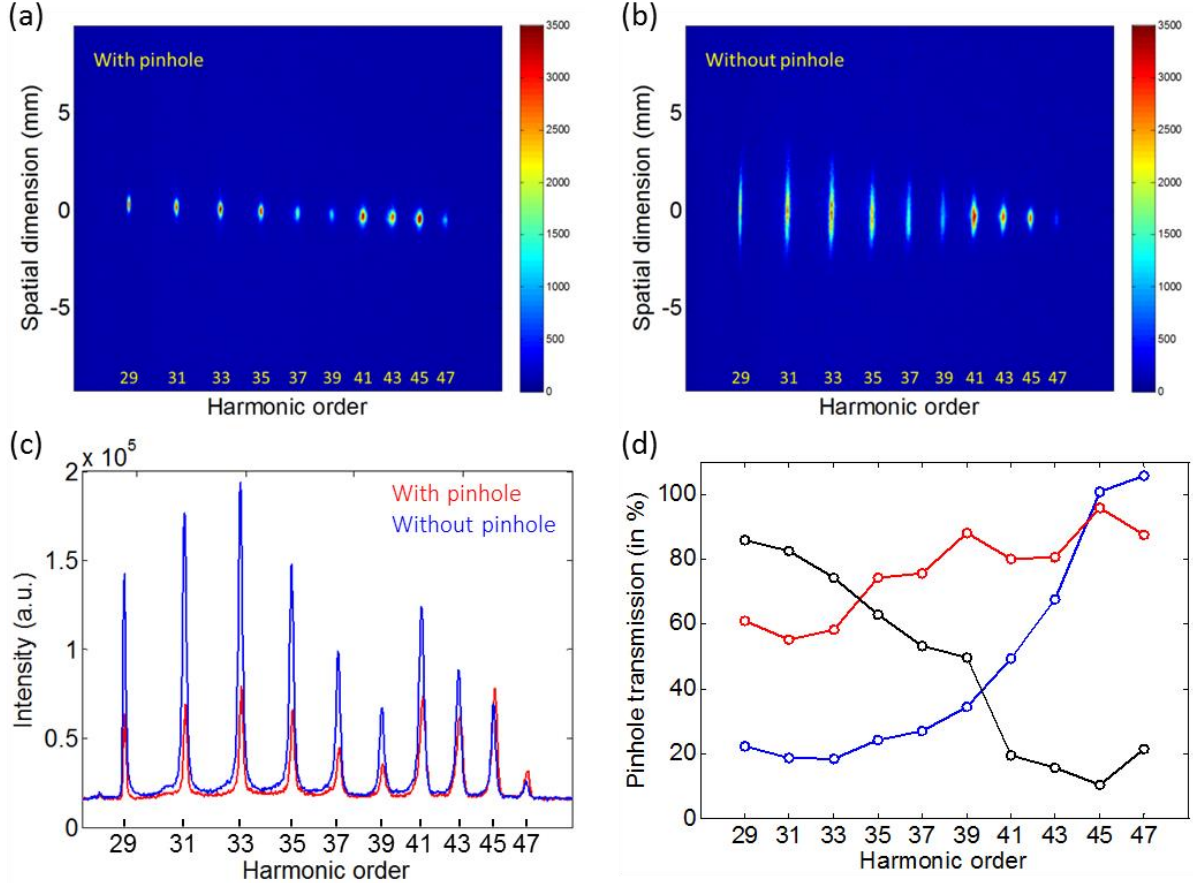 (a)
With pinhole
Spatial dimension (mm)
5
0
-5
29 31 33 35 37 39 41 43 45 47
Harmonic order
3500
3000
2500
2000
1500
1000
500
0
(b)
Without pinhole
Spatial dimension (mm)
5
0
-5
29 31 33 35 37 39 41 43 45 47
Harmonic order
3500
3000
2500
2000
1500
1000
500
0
(c)
2 x 10^5
1.5
1
0.5
0
Intensity (a.u.)
With pinhole
Without pinhole
29 31 33 35 37 39 41 43 45 47
Harmonic order
(d)
Pinhole transmission (in %)
100
80
60
40
20
0
29 31 33 35 37 39 41 43 45 47
Harmonic order